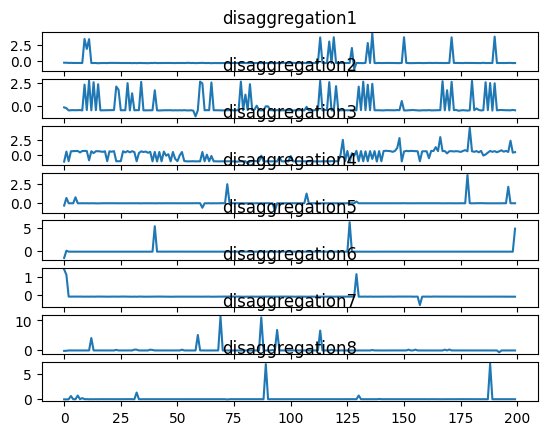 disaggregation1
2.5
0.0
disaggregation2
2.5
0.0
disaggregation3
2.5
0.0
disaggregation4
2.5
0.0
disaggregation5
5
0
disaggregation6
1
0
disaggregation7
10
0
disaggregation8
5
0
0 25 50 75 100 125 150 175 200